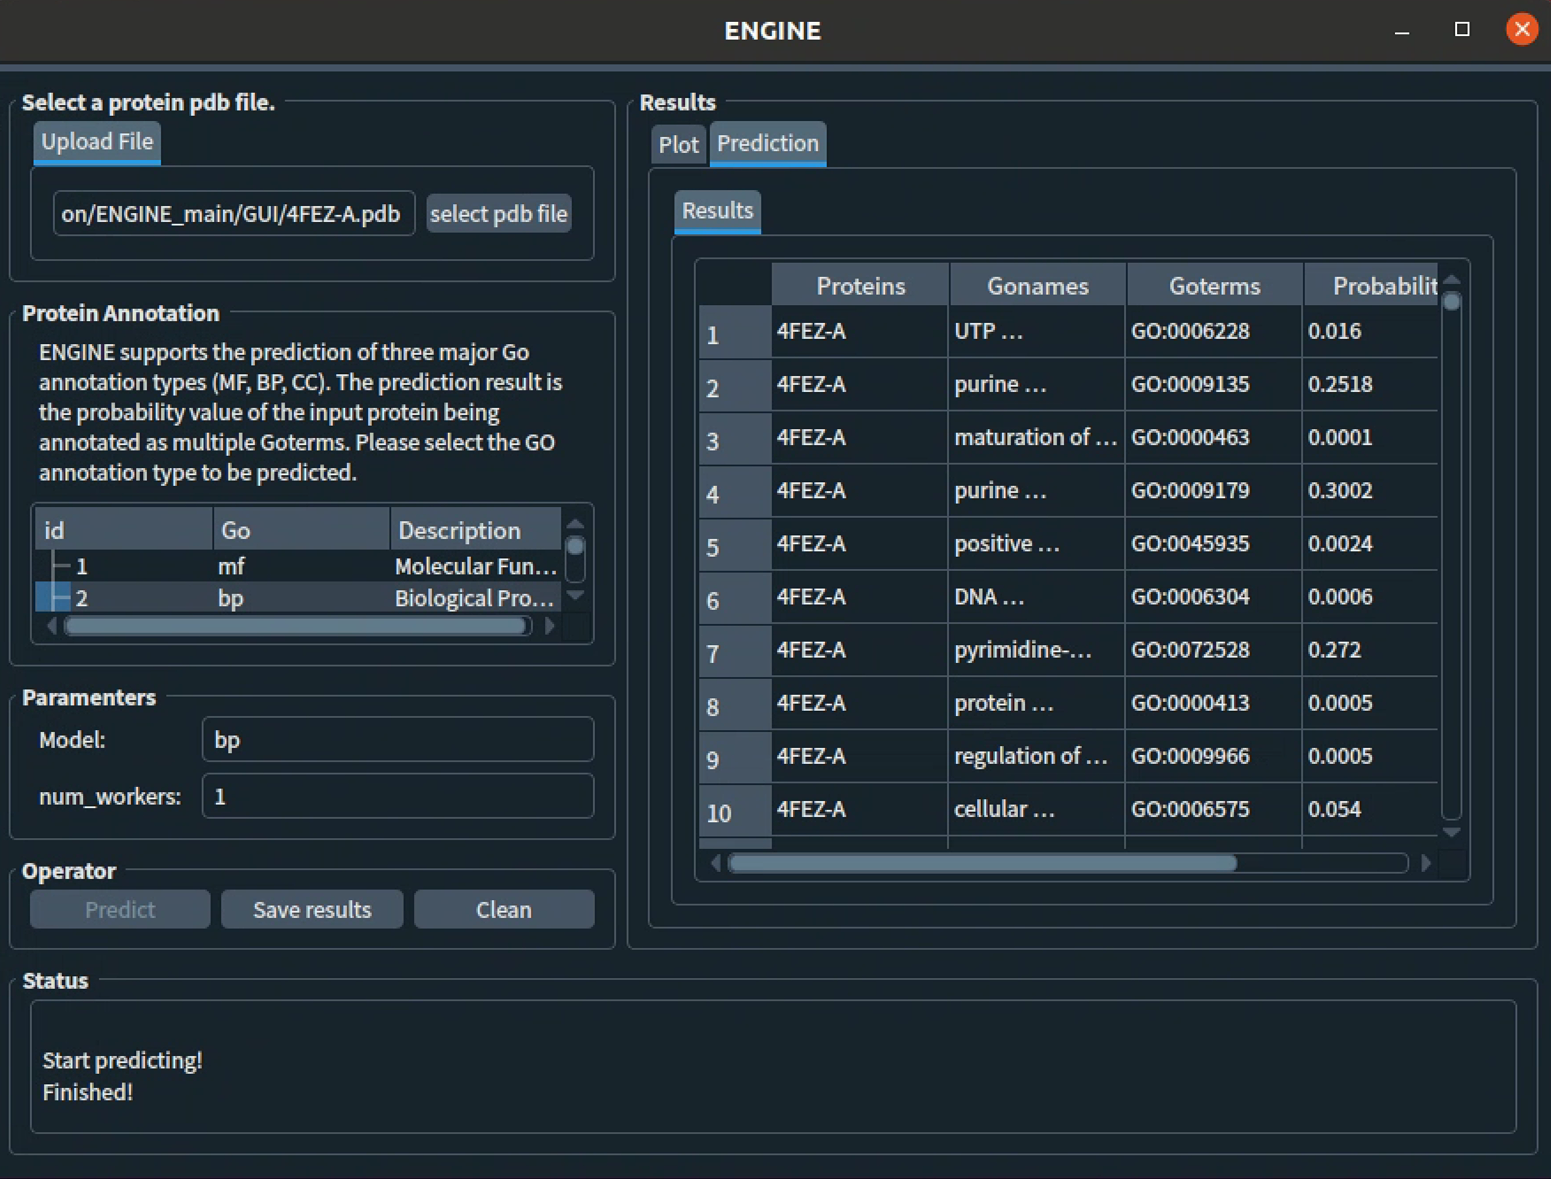 ENGINE
Select a protein pdb file.
Upload File
on/ENGINE_main/GUI/4FEZ-A.pdb select pdb file
Protein Annotation
ENGINE supports the prediction of three major Go
annotation types (MF, BP, CC). The prediction result is
the probability value of the input protein being
annotated as multiple Goterms. Please select the GO
annotation type to be predicted.
id Go Description
1 mf Molecular Fun...
2 bp Biological Pro...
Paramenters
Model: bp
num_workers: 1
Operator
Predict Save results Clean
Results
Plot Prediction
Results
Proteins Gonames Goterms Probabilit
1 4FEZ-A UTP ... GO:0006228 0.016
2 4FEZ-A purine ... GO:0009135 0.2518
3 4FEZ-A maturation of ... GO:0000463 0.0001
4 4FEZ-A purine ... GO:0009179 0.3002
5 4FEZ-A positive ... GO:0045935 0.0024
6 4FEZ-A DNA ... GO:0006304 0.0006
7 4FEZ-A pyrimidine-... GO:0072528 0.272
8 4FEZ-A protein ... GO:0000413 0.0005
9 4FEZ-A regulation of ... GO:0009966 0.0005
10 4FEZ-A cellular ... GO:0006575 0.054
Status
Start predicting!
Finished!